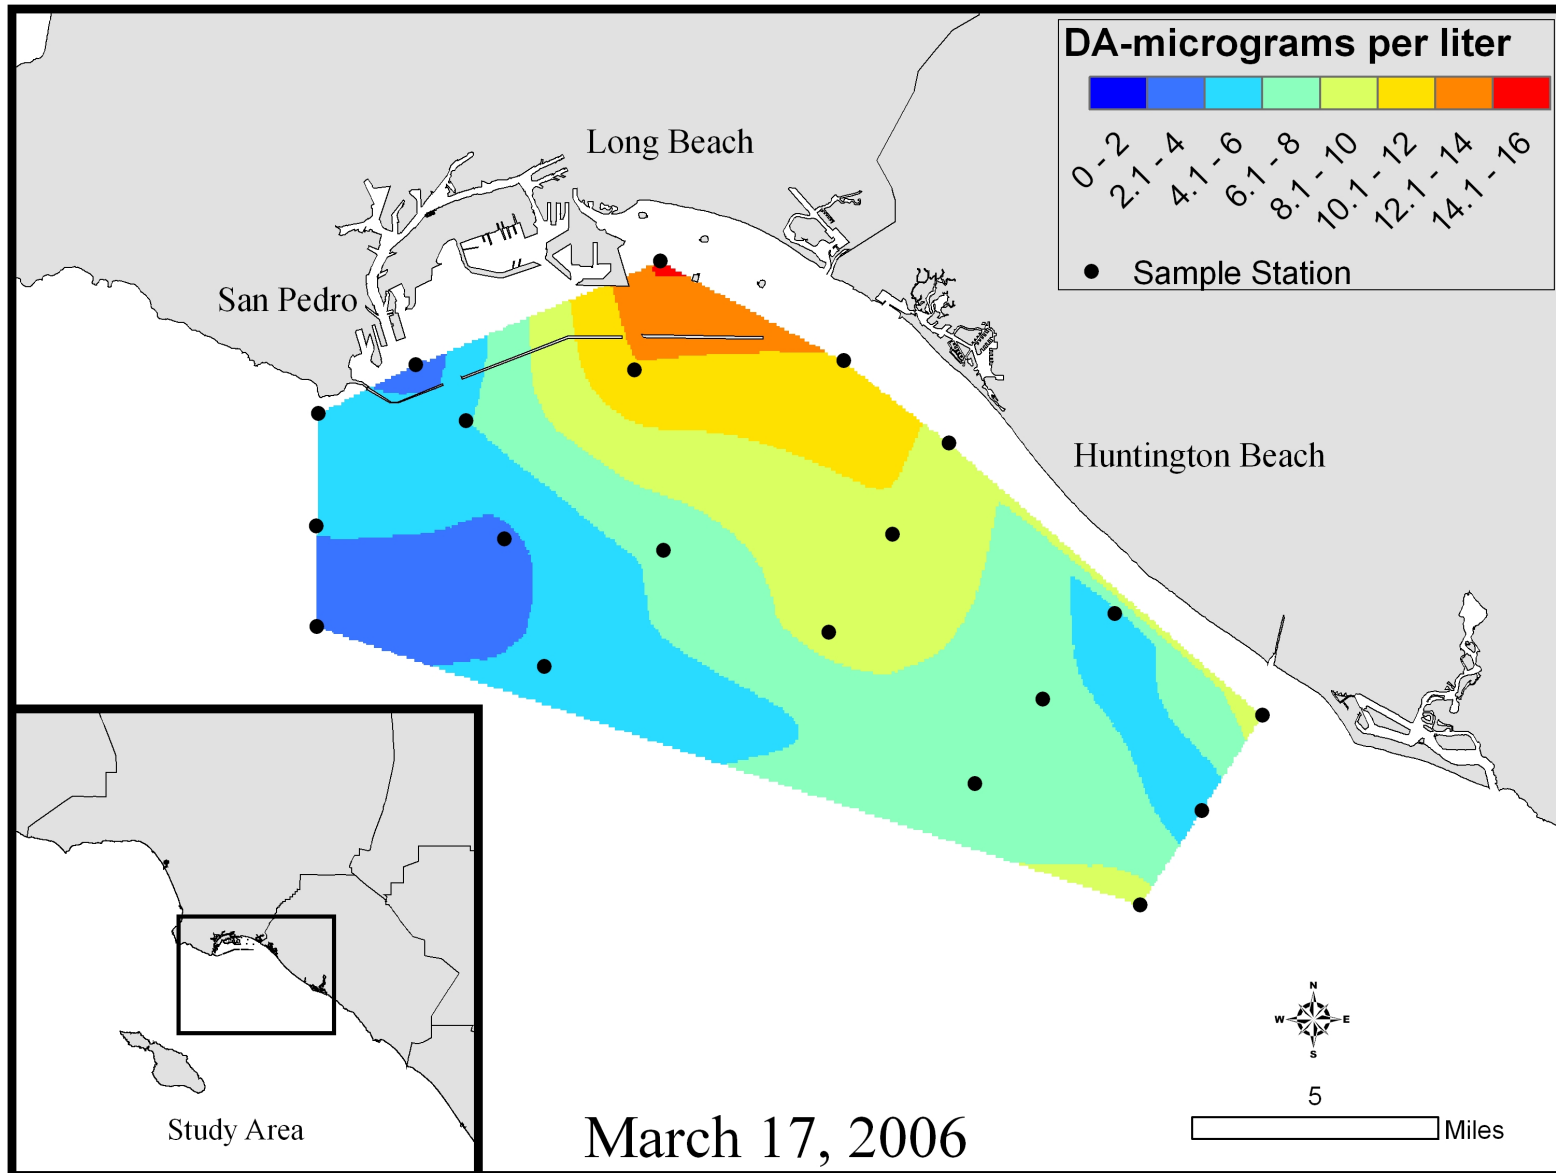 DA-micrograms per liter
0 - 2
2.1 - 4
4.1 - 6
6.1 - 8
8.1 - 10
10.1 - 12
12.1 - 14
14.1 - 16
Sample Station
Long Beach
San Pedro
Huntington Beach
N
W E
S
5
Miles
Study Area
March 17, 2006